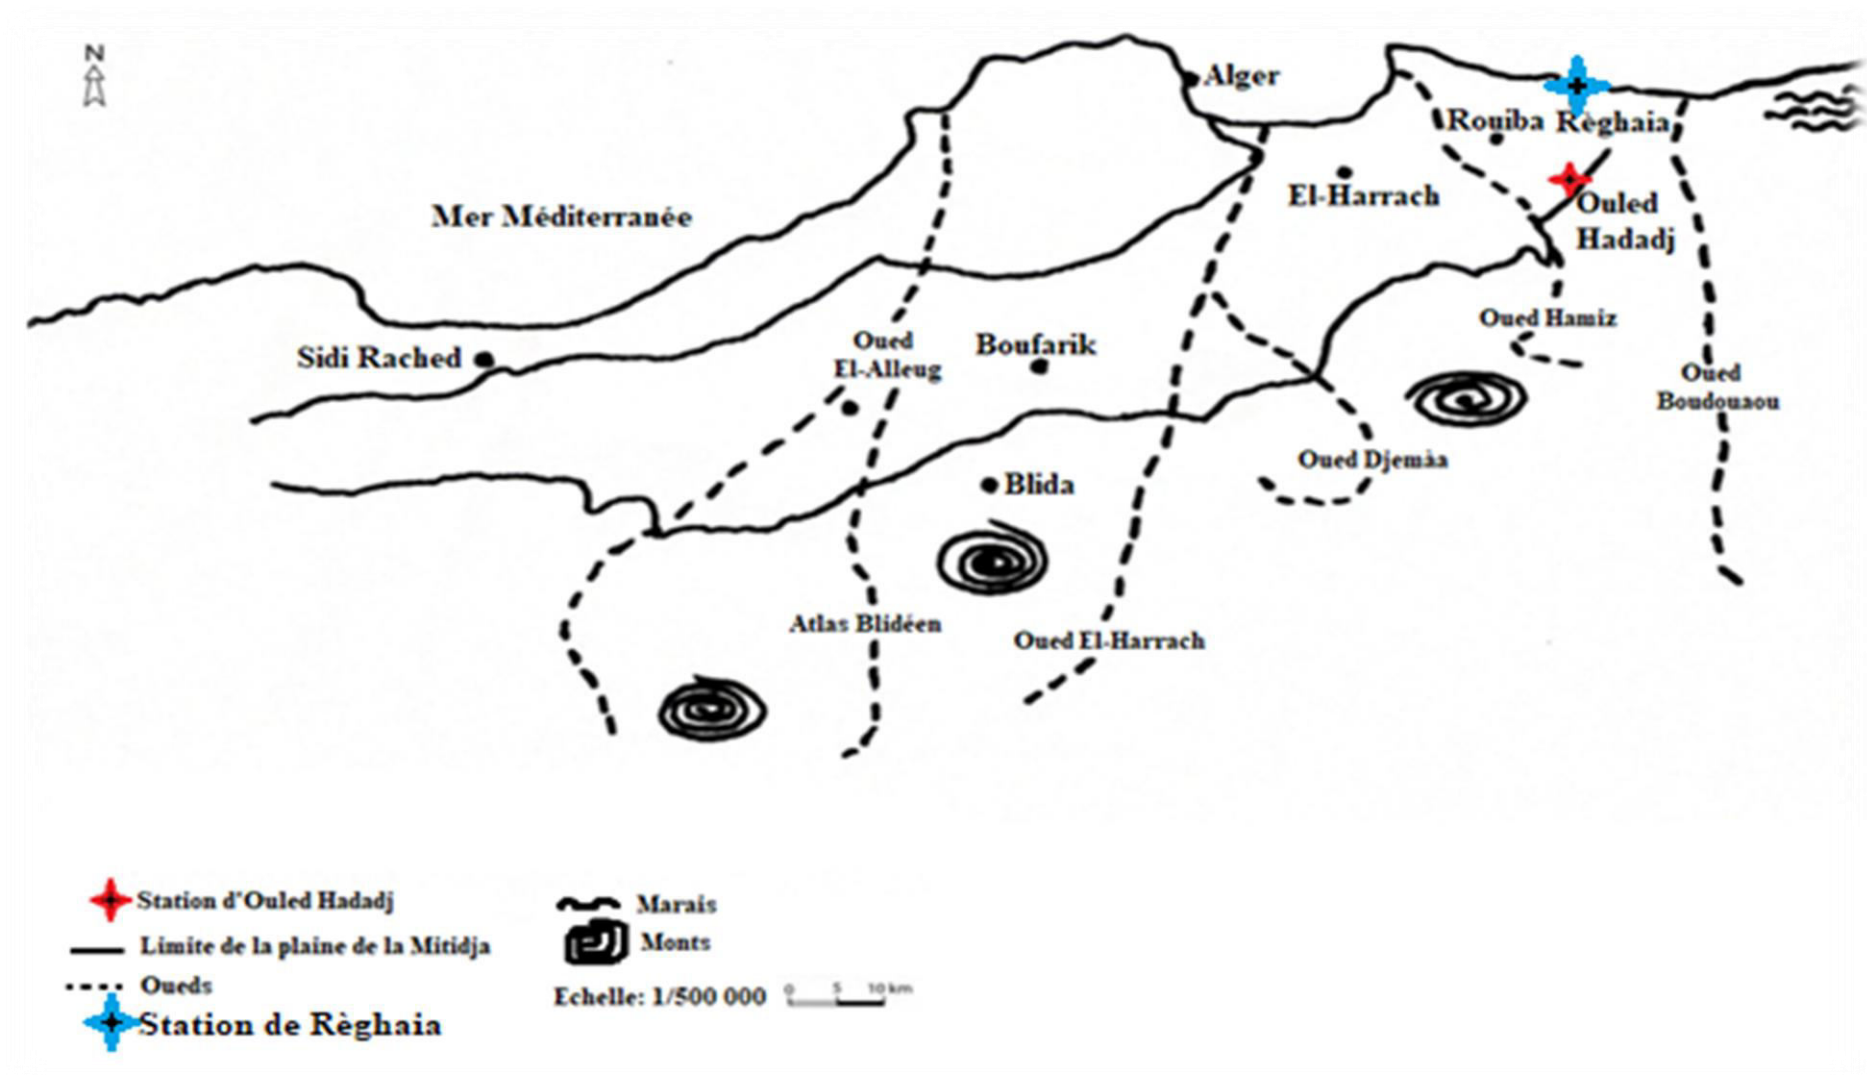 N
Alger
Rouiba Règhaia
El-Harrach
Mer Méditerranée
Ouled
Hadadj
Oued Hamiz
Sidi Rached
Oued
El-Alleug
Boufarik
Oued
Boudouaou
Oued Djemàa
Blida
Atlas Blidéen
Oued El-Harrach
Station d'Ouled Hadadj
Limite de la plaine de la Mitidja
Oueds
Station de Règhaia
Marais
Monts
Echelle: 1/500 000
0 5 10 km